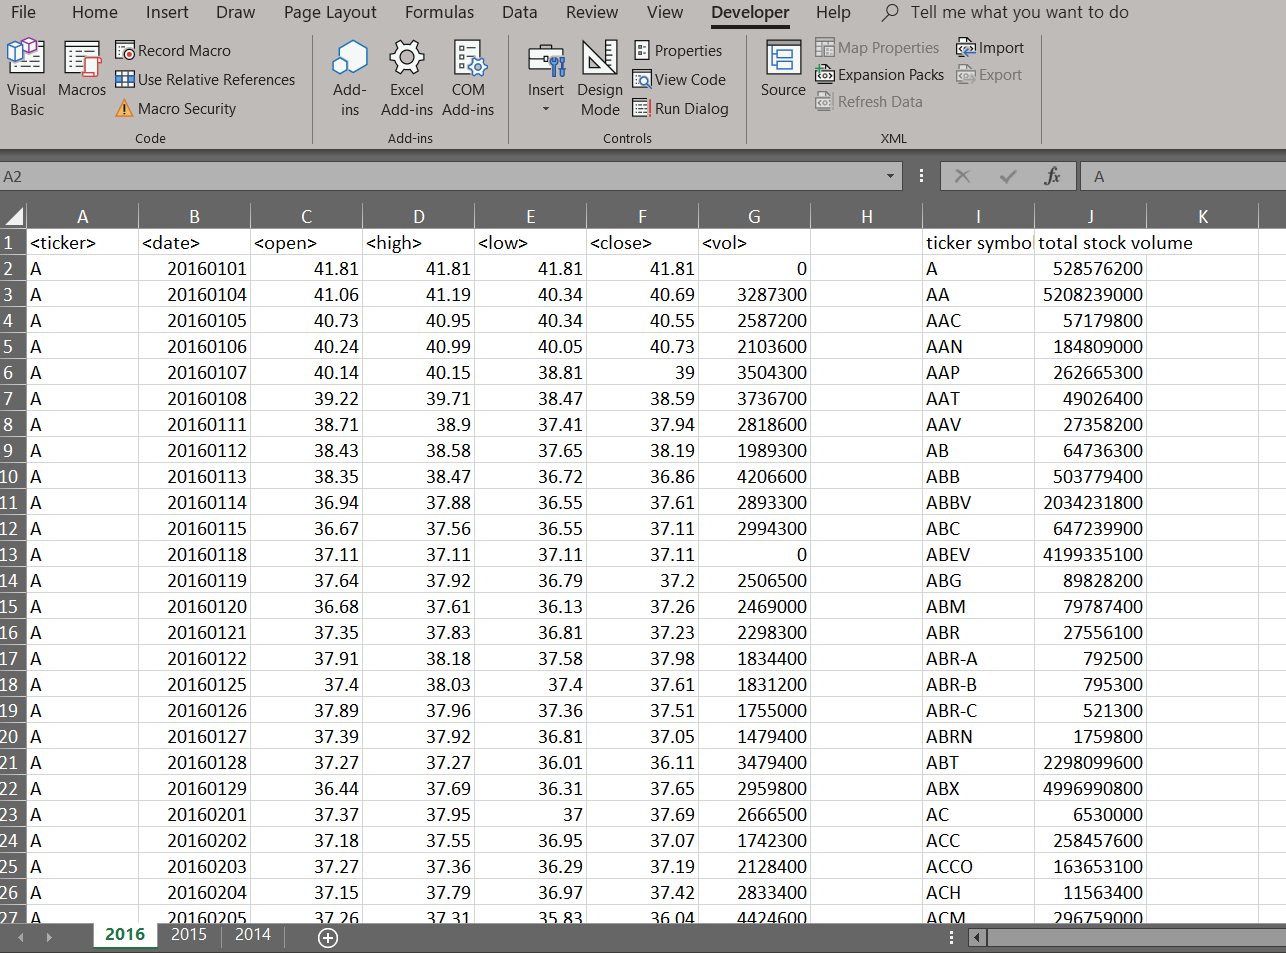 File Home Insert Draw Page Layout Formulas Data Review View Developer Help Tell me what you want to do
Visual Basic
Macros
Record Macro
Use Relative References
Macro Security
Code
Add-ins
Excel Add-ins
COM Add-ins
Add-ins
Insert
Design Mode
Properties
View Code
Run Dialog
Controls
Source
Map Properties
Expansion Packs
Refresh Data
Import
Export
XML
A2 fx A
A B C D E F G H I J K
1 <ticker> <date> <open> <high> <low> <close> <vol> ticker symbo total stock volume
2 A 20160101 41.81 41.81 41.81 41.81 0 A 528576200
3 A 20160104 41.06 41.19 40.34 40.69 3287300 AA 5208239000
4 A 20160105 40.73 40.95 40.34 40.55 2587200 AAC 57179800
5 A 20160106 40.24 40.99 40.05 40.73 2103600 AAN 184809000
6 A 20160107 40.14 40.15 38.81 39 3504300 AAP 262665300
7 A 20160108 39.22 39.71 38.47 38.59 3736700 AAT 49026400
8 A 20160111 38.71 38.9 37.41 37.94 2818600 AAV 27358200
9 A 20160112 38.43 38.58 37.65 38.19 1989300 AB 64736300
10 A 20160113 38.35 38.47 36.72 36.86 4206600 ABB 503779400
11 A 20160114 36.94 37.88 36.55 37.61 2893300 ABBV 2034231800
12 A 20160115 36.67 37.56 36.55 37.11 2994300 ABC 647239900
13 A 20160118 37.11 37.11 37.11 37.11 0 ABEV 4199335100
14 A 20160119 37.64 37.92 36.79 37.2 2506500 ABG 89828200
15 A 20160120 36.68 37.61 36.13 37.26 2469000 ABM 79787400
16 A 20160121 37.35 37.83 36.81 37.23 2298300 ABR 27556100
17 A 20160122 37.91 38.18 37.58 37.98 1834400 ABR-A 792500
18 A 20160125 37.4 38.03 37.4 37.61 1831200 ABR-B 795300
19 A 20160126 37.89 37.96 37.36 37.51 1755000 ABR-C 521300
20 A 20160127 37.39 37.92 36.81 37.05 1479400 ABRN 1759800
21 A 20160128 37.27 37.27 36.01 36.11 3479400 ABT 2298099600
22 A 20160129 36.44 37.69 36.31 37.65 2959800 ABX 4996990800
23 A 20160201 37.37 37.95 37 37.69 2666500 AC 6530000
24 A 20160202 37.18 37.55 36.95 37.07 1742300 ACC 258457600
25 A 20160203 37.27 37.36 36.29 37.19 2128400 ACCO 163653100
26 A 20160204 37.15 37.79 36.97 37.42 2833400 ACH 11563400
27 A 20160205 37.26 37.31 35.83 36.04 4424600 ACM 296759000
2016 2015 2014